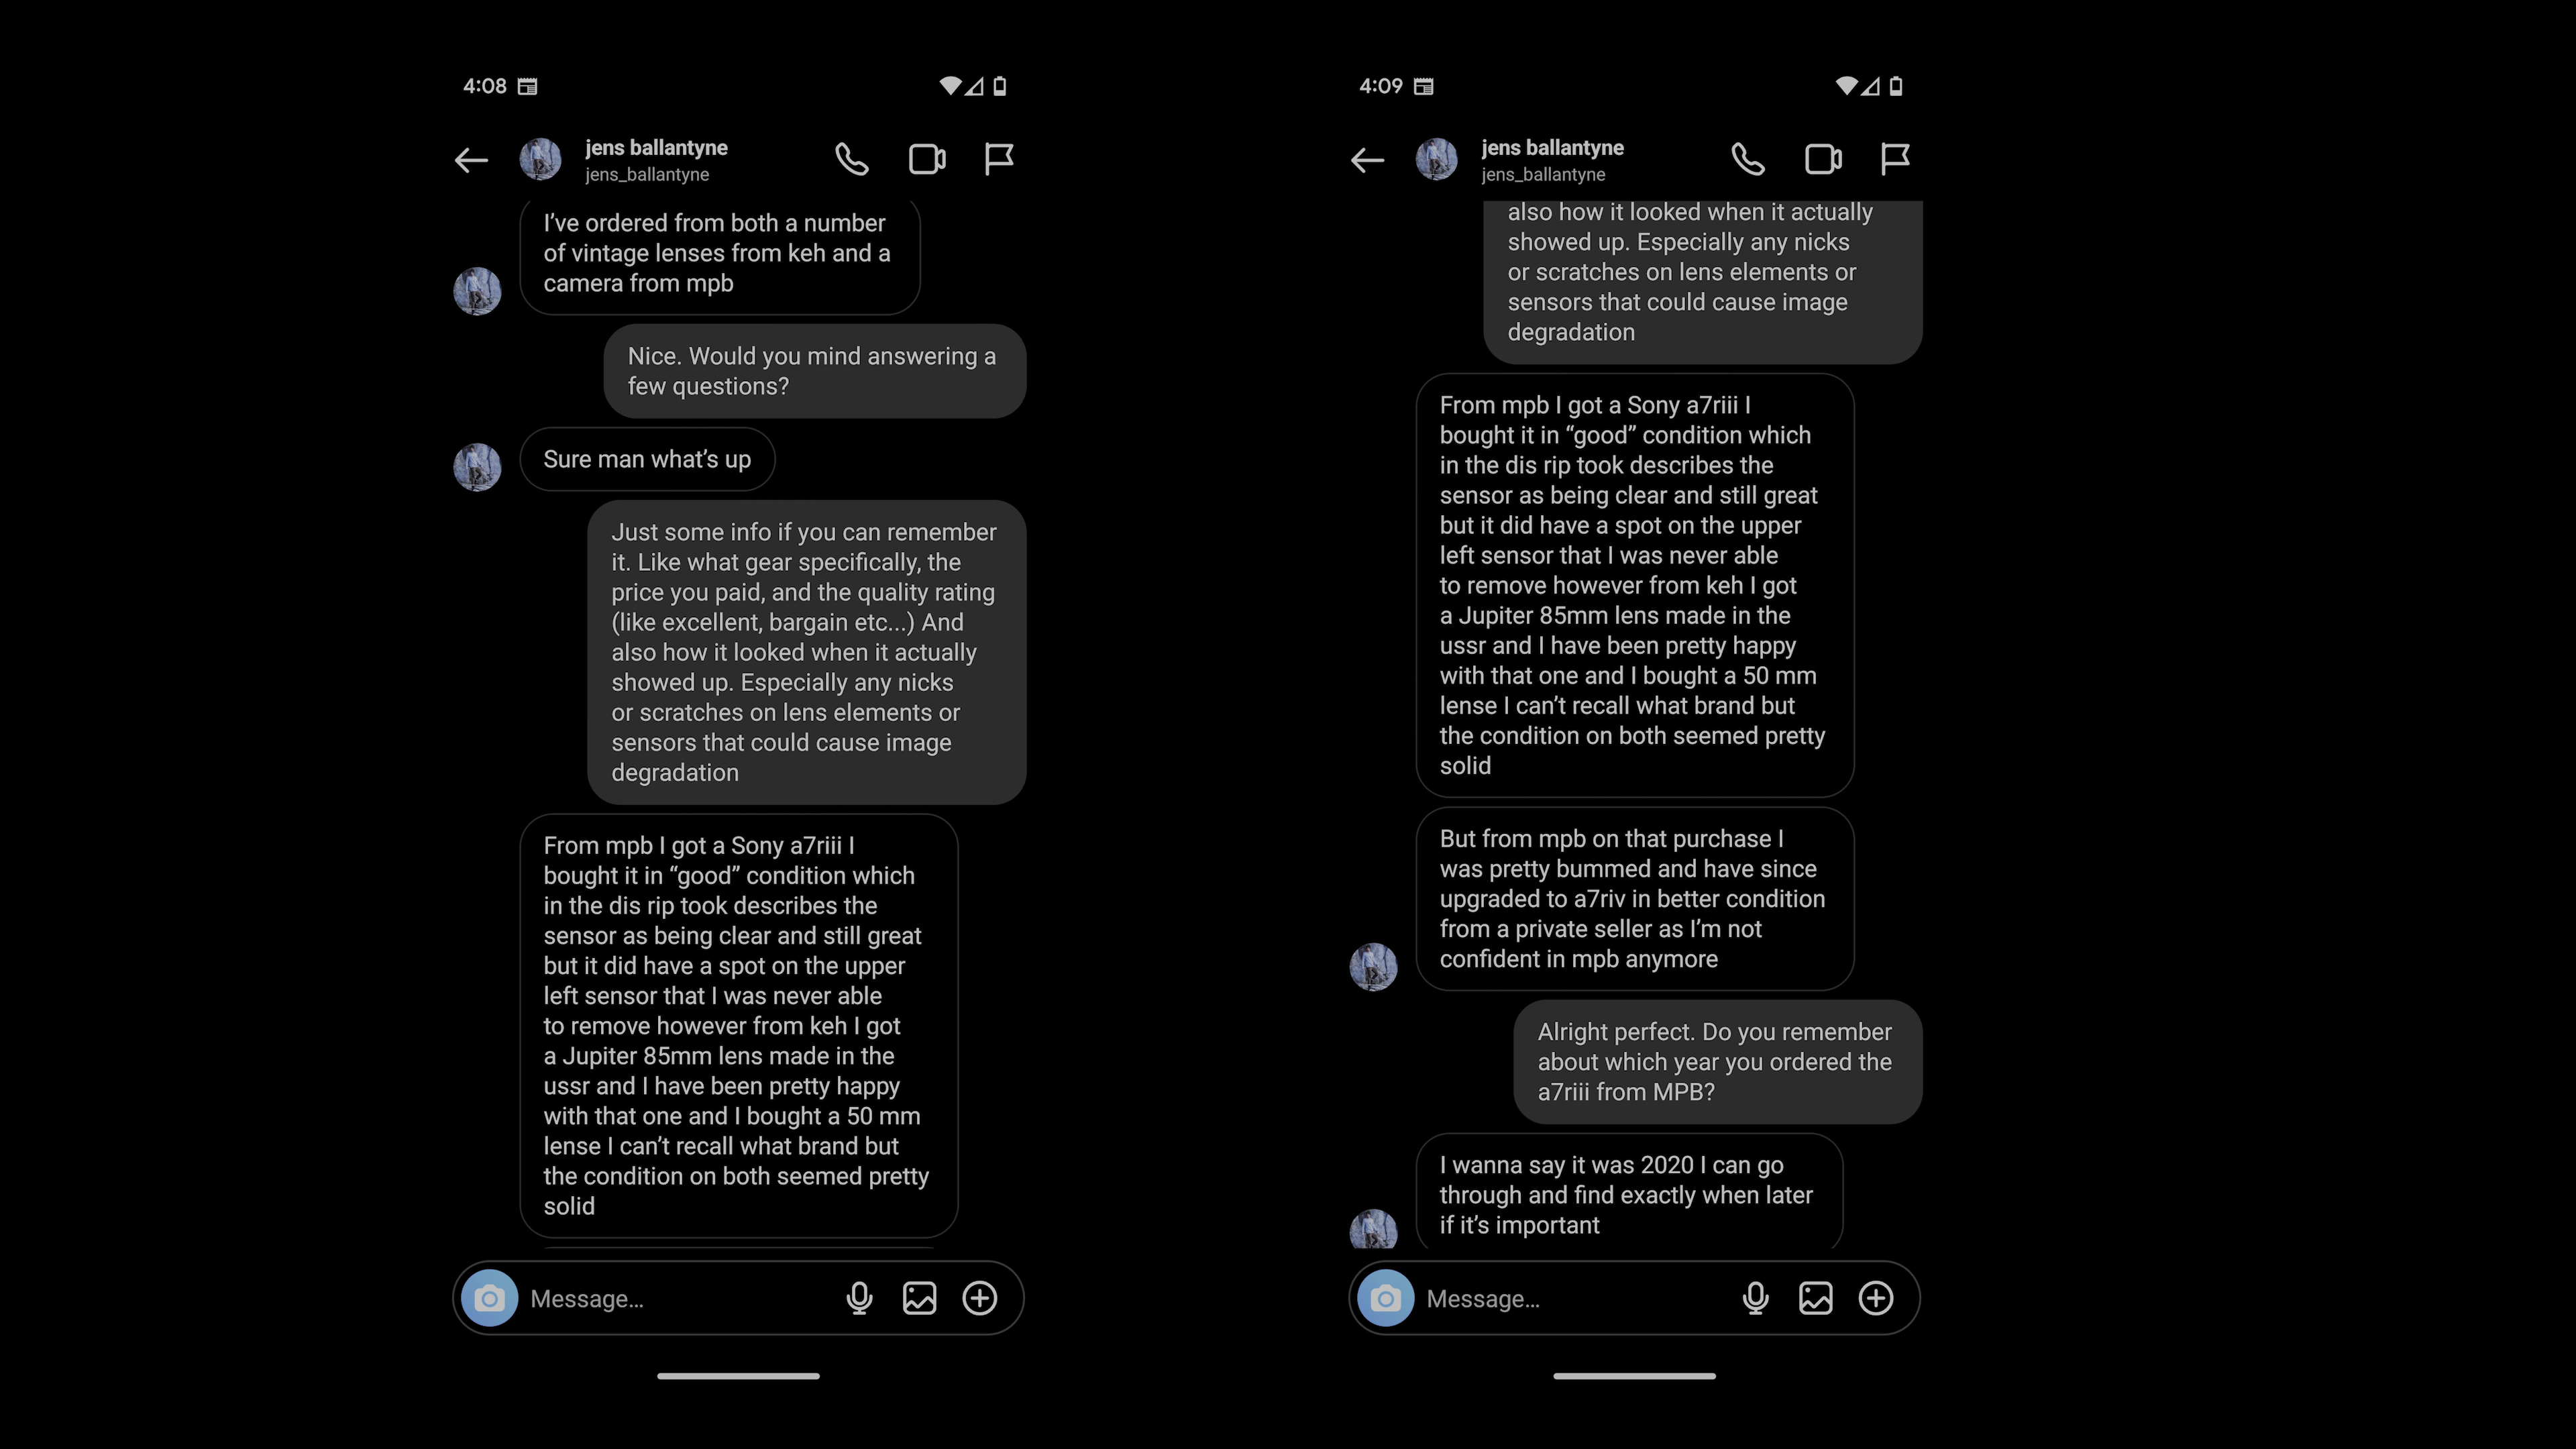 4:08
jens ballantyne
jens_ballantyne
I've ordered from both a number
of vintage lenses from keh and a
camera from mpb
Nice. Would you mind answering a
few questions?
Sure man what's up
Just some info if you can remember
it. Like what gear specifically, the
price you paid, and the quality rating
(like excellent, bargain etc...) And
also how it looked when it actually
showed up. Especially any nicks
or scratches on lens elements or
sensors that could cause image
degradation
From mpb I got a Sony a7riii I
bought it in “good” condition which
in the dis rip took describes the
sensor as being clear and still great
but it did have a spot on the upper
left sensor that I was never able
to remove however from keh I got
a Jupiter 85mm lens made in the
ussr and I have been pretty happy
with that one and I bought a 50 mm
lense I can't recall what brand but
the condition on both seemed pretty
solid
Message...
4:09
jens ballantyne
jens_ballantyne
also how it looked when it actually
showed up. Especially any nicks
or scratches on lens elements or
sensors that could cause image
degradation
From mpb I got a Sony a7riii I
bought it in “good” condition which
in the dis rip took describes the
sensor as being clear and still great
but it did have a spot on the upper
left sensor that I was never able
to remove however from keh I got
a Jupiter 85mm lens made in the
ussr and I have been pretty happy
with that one and I bought a 50 mm
lense I can't recall what brand but
the condition on both seemed pretty
solid
But from mpb on that purchase I
was pretty bummed and have since
upgraded to a7riv in better condition
from a private seller as I'm not
confident in mpb anymore
Alright perfect. Do you remember
about which year you ordered the
a7riii from MPB?
I wanna say it was 2020 I can go
through and find exactly when later
if it's important
Message...